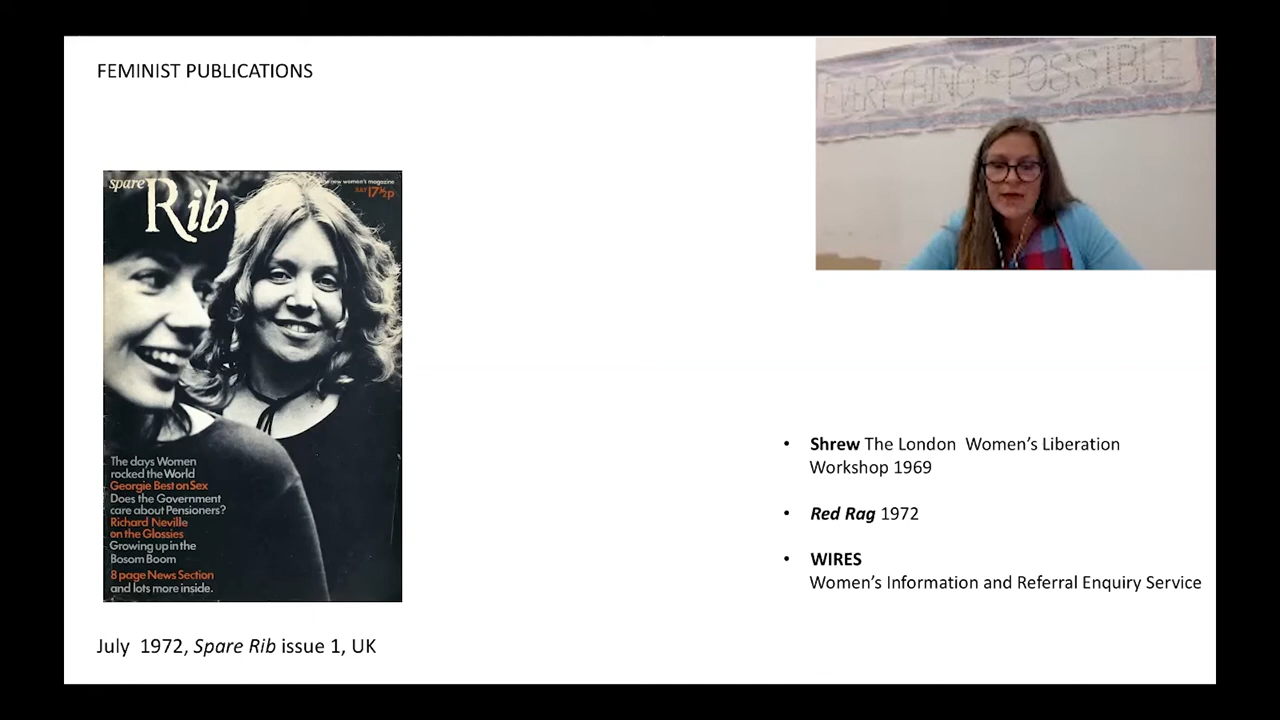 FEMINIST PUBLICATIONS
EVERYTHING is POSSIBLE
spare Rib
new women's magazine
JULY 17½p
The days Women
rocked the World
Georgie Best on Sex
Does the Government
care about Pensioners?
Richard Neville
on the Glossies
Growing up in the
Bosom Boom
8 page News Section
and lots more inside.
• Shrew The London Women's Liberation
Workshop 1969
• Red Rag 1972
• WIRES
Women's Information and Referral Enquiry Service
July 1972, Spare Rib issue 1, UK